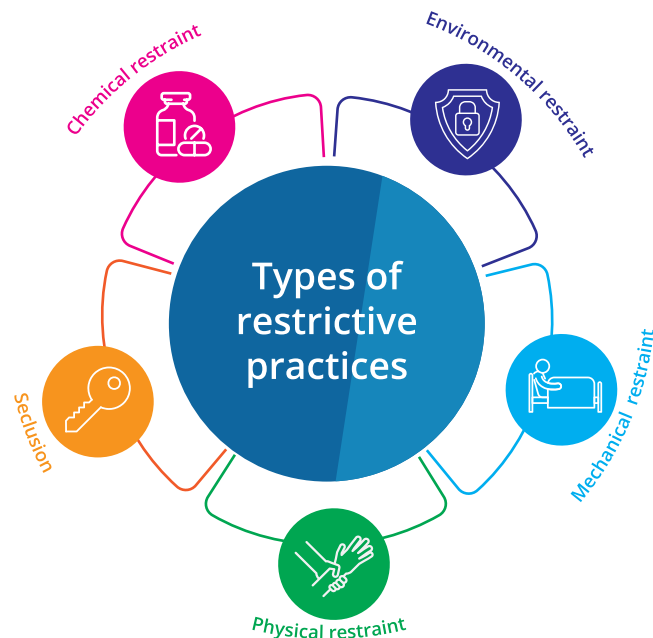 Types of
restrictive
practices
Chemical restraint
Environmental restraint
Mechanical restraint
Physical restraint
Seclusion